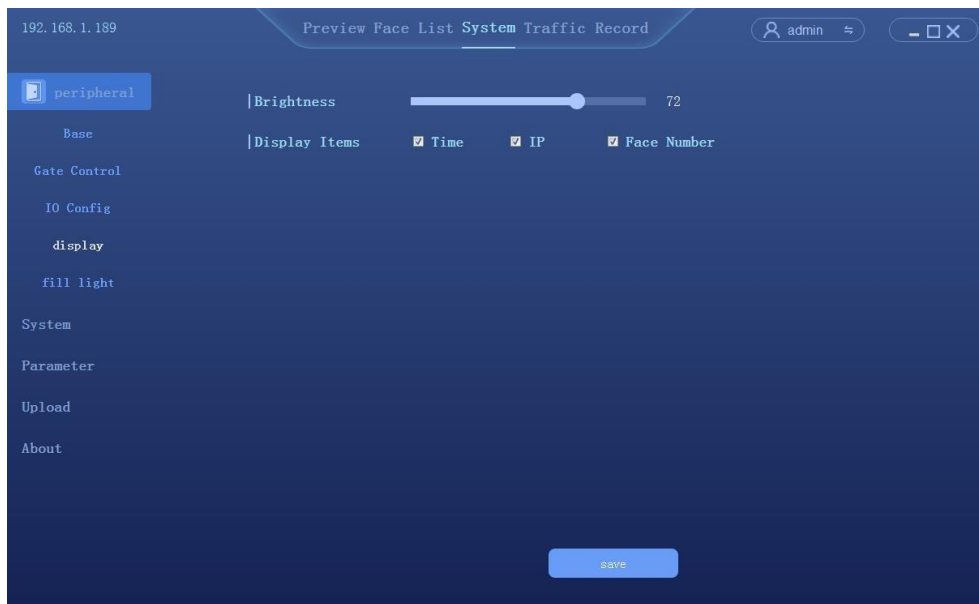 192.168.1.189 Preview Face List System Traffic Record admin
peripheral
Base
Gate Control
IO Config
display
fill light
System
Parameter
Upload
About
|Brightness 72
|Display Items Time IP Face Number
save